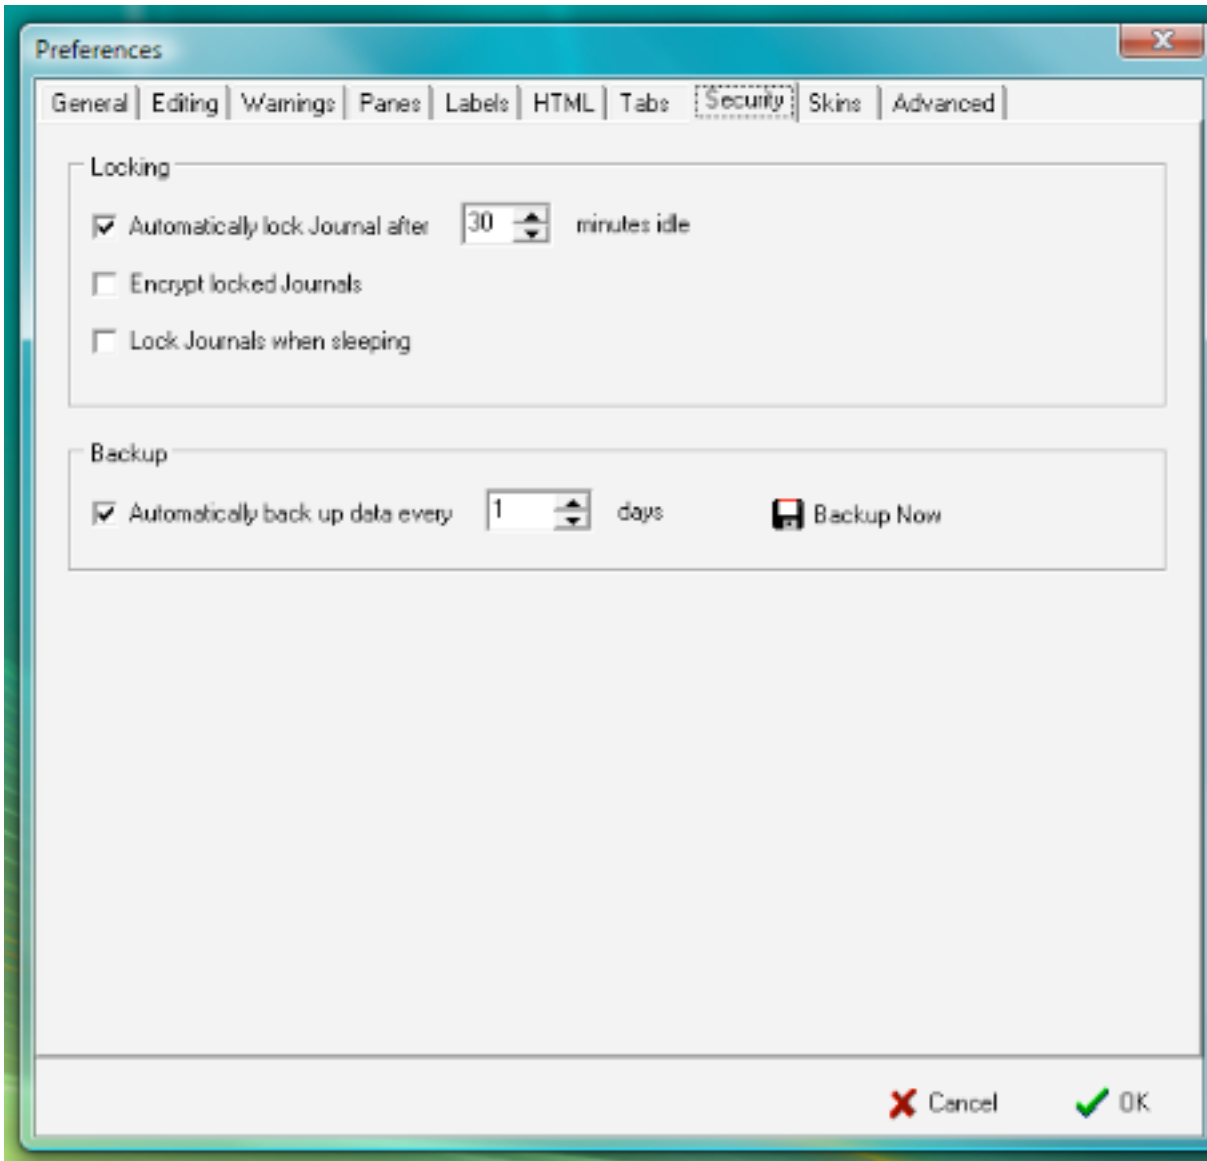 Preferences
General Editing Warnings Panes Labels HTML Tabs Security Skins Advanced
Locking
Automatically lock Journal after 30 minutes idle
Encrypt locked Journals
Lock Journals when sleeping
Backup
Automatically back up data every 1 days Backup Now
Cancel OK